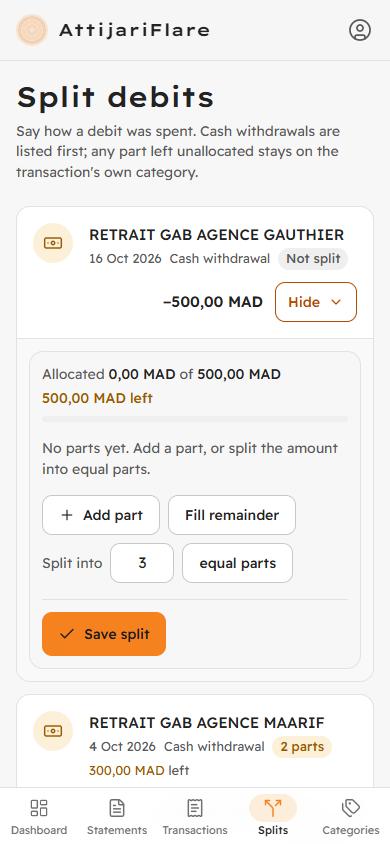 AttijariFlare
Split debits
Say how a debit was spent. Cash withdrawals are
listed first; any part left unallocated stays on the
transaction's own category.
RETRAIT GAB AGENCE GAUTHIER
16 Oct 2026 Cash withdrawal Not split
−500,00 MAD Hide
Allocated 0,00 MAD of 500,00 MAD
500,00 MAD left
No parts yet. Add a part, or split the amount
into equal parts.
Add part Fill remainder
Split into 3 equal parts
Save split
RETRAIT GAB AGENCE MAARIF
4 Oct 2026 Cash withdrawal 2 parts
300,00 MAD left
Dashboard Statements Transactions Splits Categories